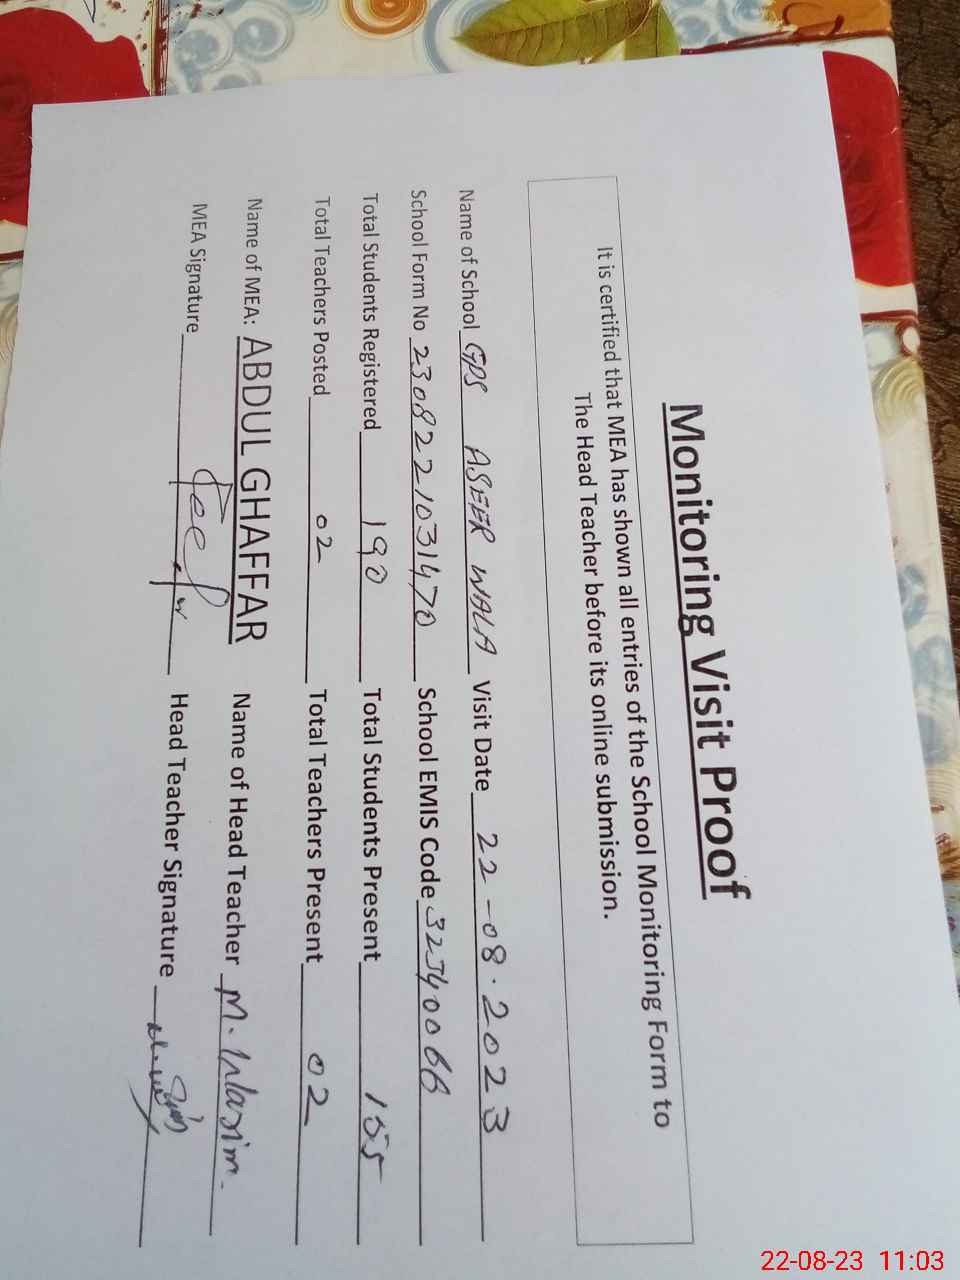 Monitoring Visit Proof
It is certified that MEA has shown all entries of the School Monitoring Form to
The Head Teacher before its online submission.
Name of School GPS ASEER WALA Visit Date 22-08.2023
School Form No 2308221031470 School EMIS Code 32340066
Total Students Registered 190 Total Students Present 155
Total Teachers Posted 02 Total Teachers Present 02
Name of MEA: ABDUL GHAFFAR Name of Head Teacher M. Wasim
MEA Signature Head Teacher Signature
22-08-23 11:03